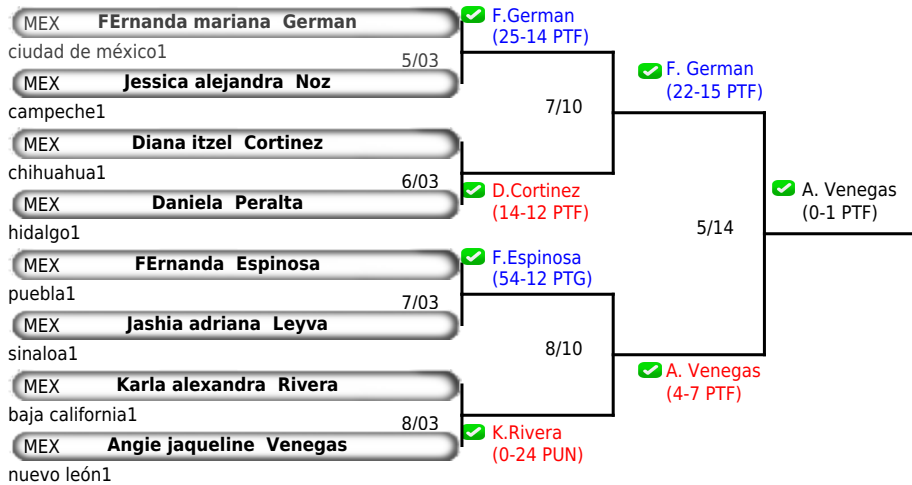 MEX FErnanda mariana German
ciudad de méxico1
5/03
MEX Jessica alejandra Noz
campeche1
MEX Diana itzel Cortinez
chihuahua1
6/03
MEX Daniela Peralta
hidalgo1
MEX FErnanda Espinosa
puebla1
7/03
MEX Jashia adriana Leyva
sinaloa1
MEX Karla alexandra Rivera
baja california1
8/03
MEX Angie jaqueline Venegas
nuevo león1
F.German
(25-14 PTF)
7/10
D.Cortinez
(14-12 PTF)
F.Espinosa
(54-12 PTG)
8/10
K.Rivera
(0-24 PUN)
F. German
(22-15 PTF)
5/14
A. Venegas
(4-7 PTF)
A. Venegas
(0-1 PTF)